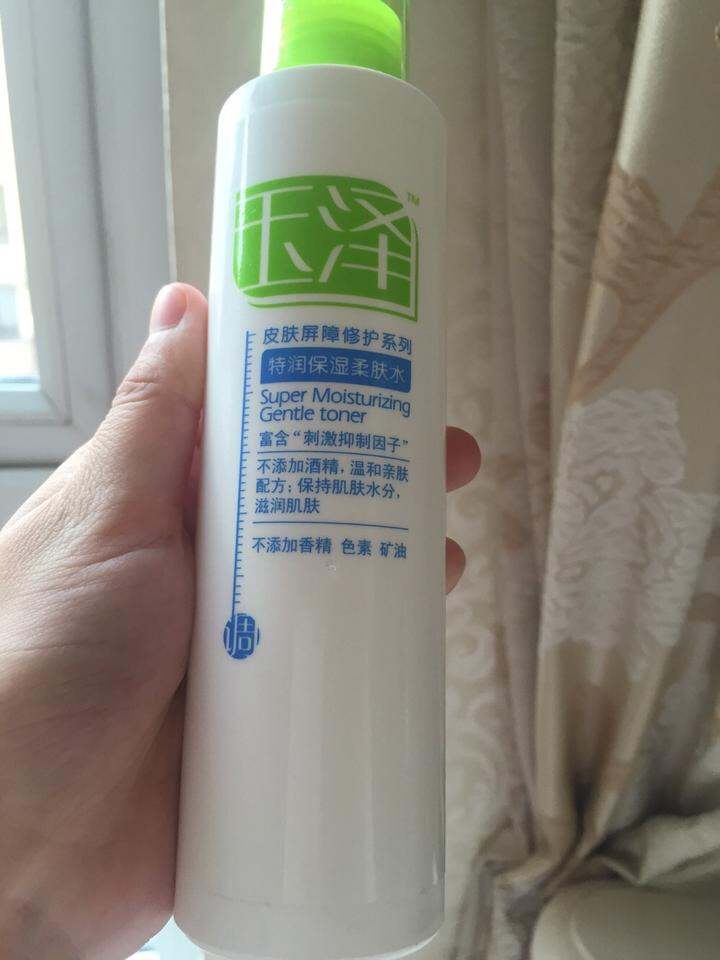 玉泽™
皮肤屏障修护系列
特润保湿柔肤水
Super Moisturizing
Gentle toner
富含“刺激抑制因子”
不添加酒精，温和亲肤
配方；保持肌肤水分，
滋润肌肤
不添加香精 色素 矿油
调